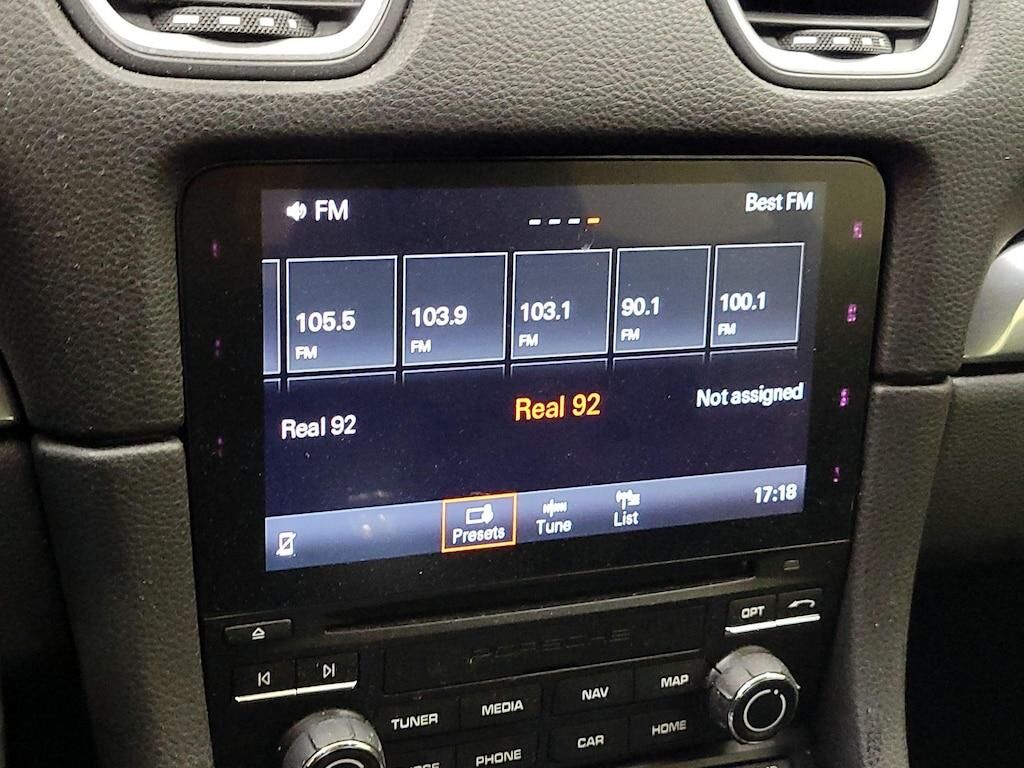 FM
Best FM
105.5
FM
103.9
FM
103.1
FM
90.1
FM
100.1
FM
Real 92
Real 92
Not assigned
Presets
Tune
List
17:18
OPT
PORSCHE
TUNER
MEDIA
NAV
MAP
PHONE
CAR
HOME